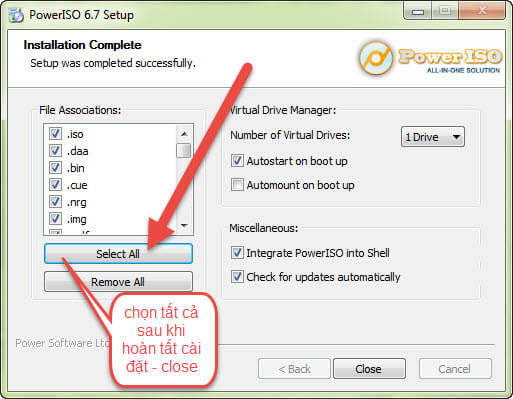 PowerISO 6.7 Setup
Installation Complete
Setup was completed successfully.
PowerISO
ALL-IN-ONE SOLUTION
File Associations:
.iso
.daa
.bin
.cue
.nrg
.img
Select All
Remove All
Virtual Drive Manager:
Number of Virtual Drives:
1 Drive
Autostart on boot up
Automount on boot up
Miscellaneous:
Integrate PowerISO into Shell
Check for updates automatically
chọn tất cả
sau khi
hoàn tất cài
đặt - close
Power Software Ltd
< Back
Close
Cancel